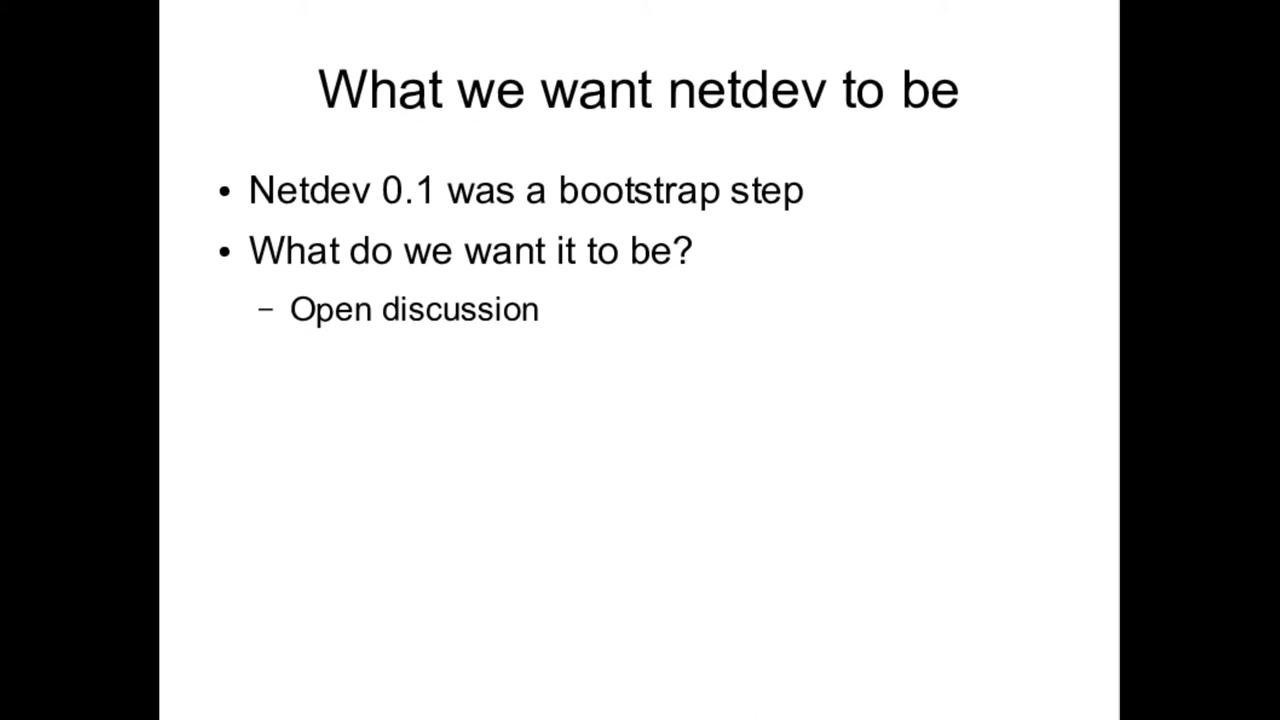 What we want netdev to be
• Netdev 0.1 was a bootstrap step
• What do we want it to be?
– Open discussion